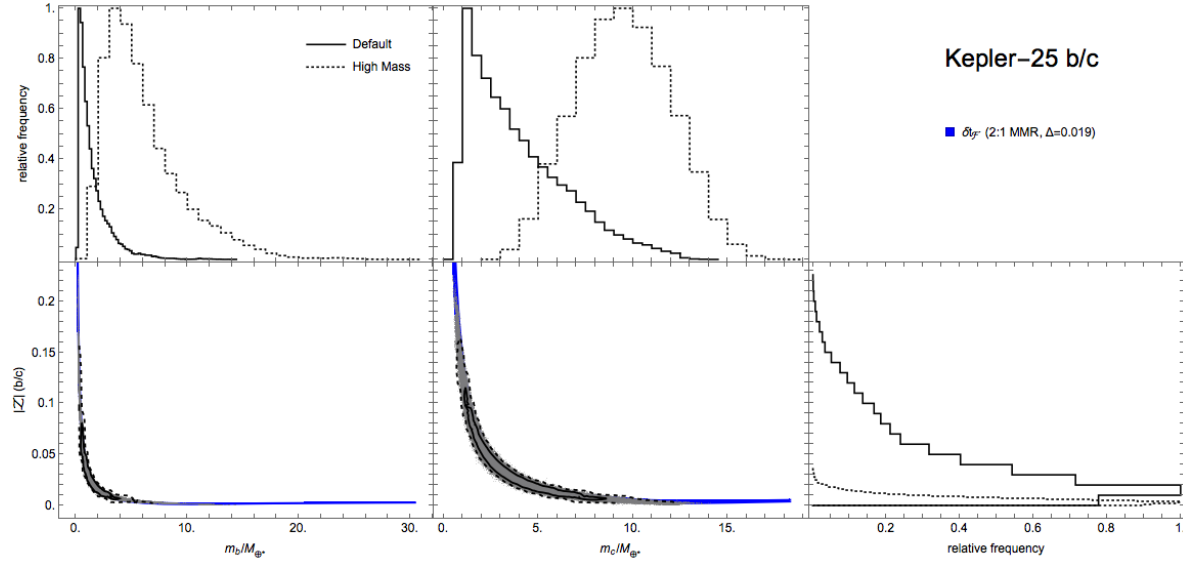 1.
0.8
0.6
0.4
0.2
relative frequency
Default
High Mass
Kepler−25 b/c
(2:1 MMR, Δ=0.019)
0.2
0.15
0.1
0.05
0.
|Z| (b/c)
0. 10. 20. 30.
0. 5. 10. 15.
0.2 0.4 0.6 0.8 1.
m_b/M_⊕*
m_c/M_⊕*
relative frequency